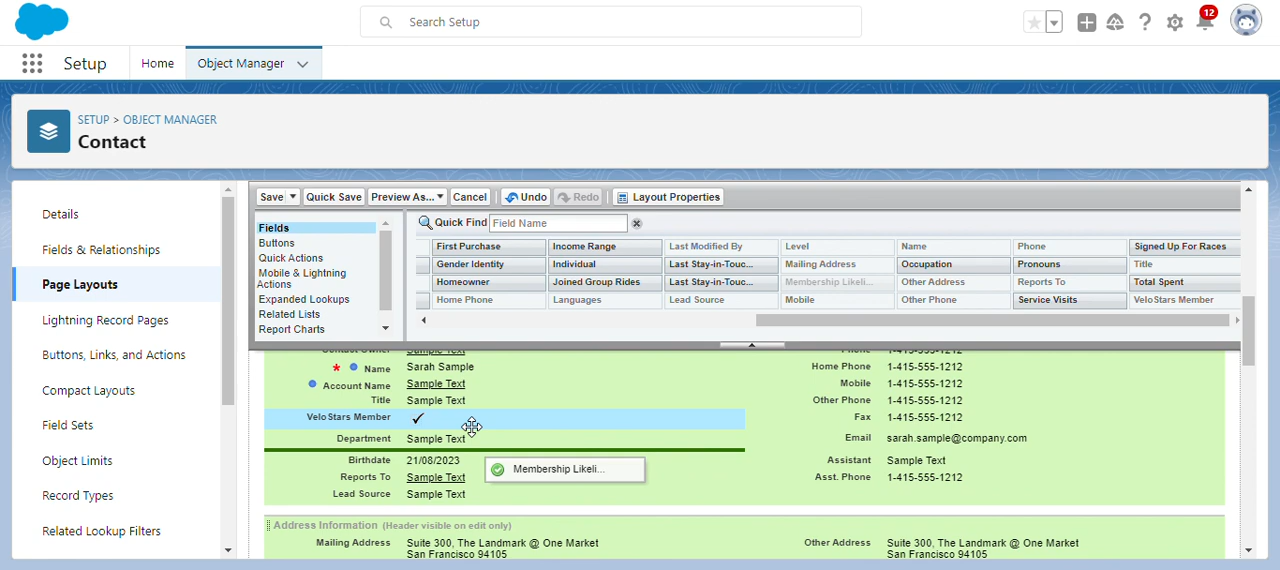 Search Setup
12
Setup
Home
Object Manager
SETUP > OBJECT MANAGER
Contact
Details
Fields & Relationships
Page Layouts
Lightning Record Pages
Buttons, Links, and Actions
Compact Layouts
Field Sets
Object Limits
Record Types
Related Lookup Filters
Save Quick Save Preview As... Cancel Undo Redo Layout Properties
Fields
Buttons
Quick Actions
Mobile & Lightning
Actions
Expanded Lookups
Related Lists
Report Charts
Quick Find Field Name
First Purchase Income Range Last Modified By Level Name Phone Signed Up For Races
Gender Identity Individual Last Stay-in-Touc... Mailing Address Occupation Pronouns Title
Homeowner Joined Group Rides Last Stay-in-Touc... Membership Likeli... Other Address Reports To Total Spent
Home Phone Languages Lead Source Mobile Other Phone Service Visits VeloStars Member
Contact Owner Sample Text Phone 1-415-555-1212
* Name Sarah Sample Home Phone 1-415-555-1212
Account Name Sample Text Mobile 1-415-555-1212
Title Sample Text Other Phone 1-415-555-1212
VeloStars Member ✓ Fax 1-415-555-1212
Department Sample Text Email sarah.sample@company.com
Birthdate 21/08/2023 Assistant Sample Text
Membership Likeli...
Reports To Sample Text Asst. Phone 1-415-555-1212
Lead Source Sample Text
Address Information (Header visible on edit only)
Mailing Address Suite 300, The Landmark @ One Market Other Address Suite 300, The Landmark @ One Market
San Francisco 94105 San Francisco 94105